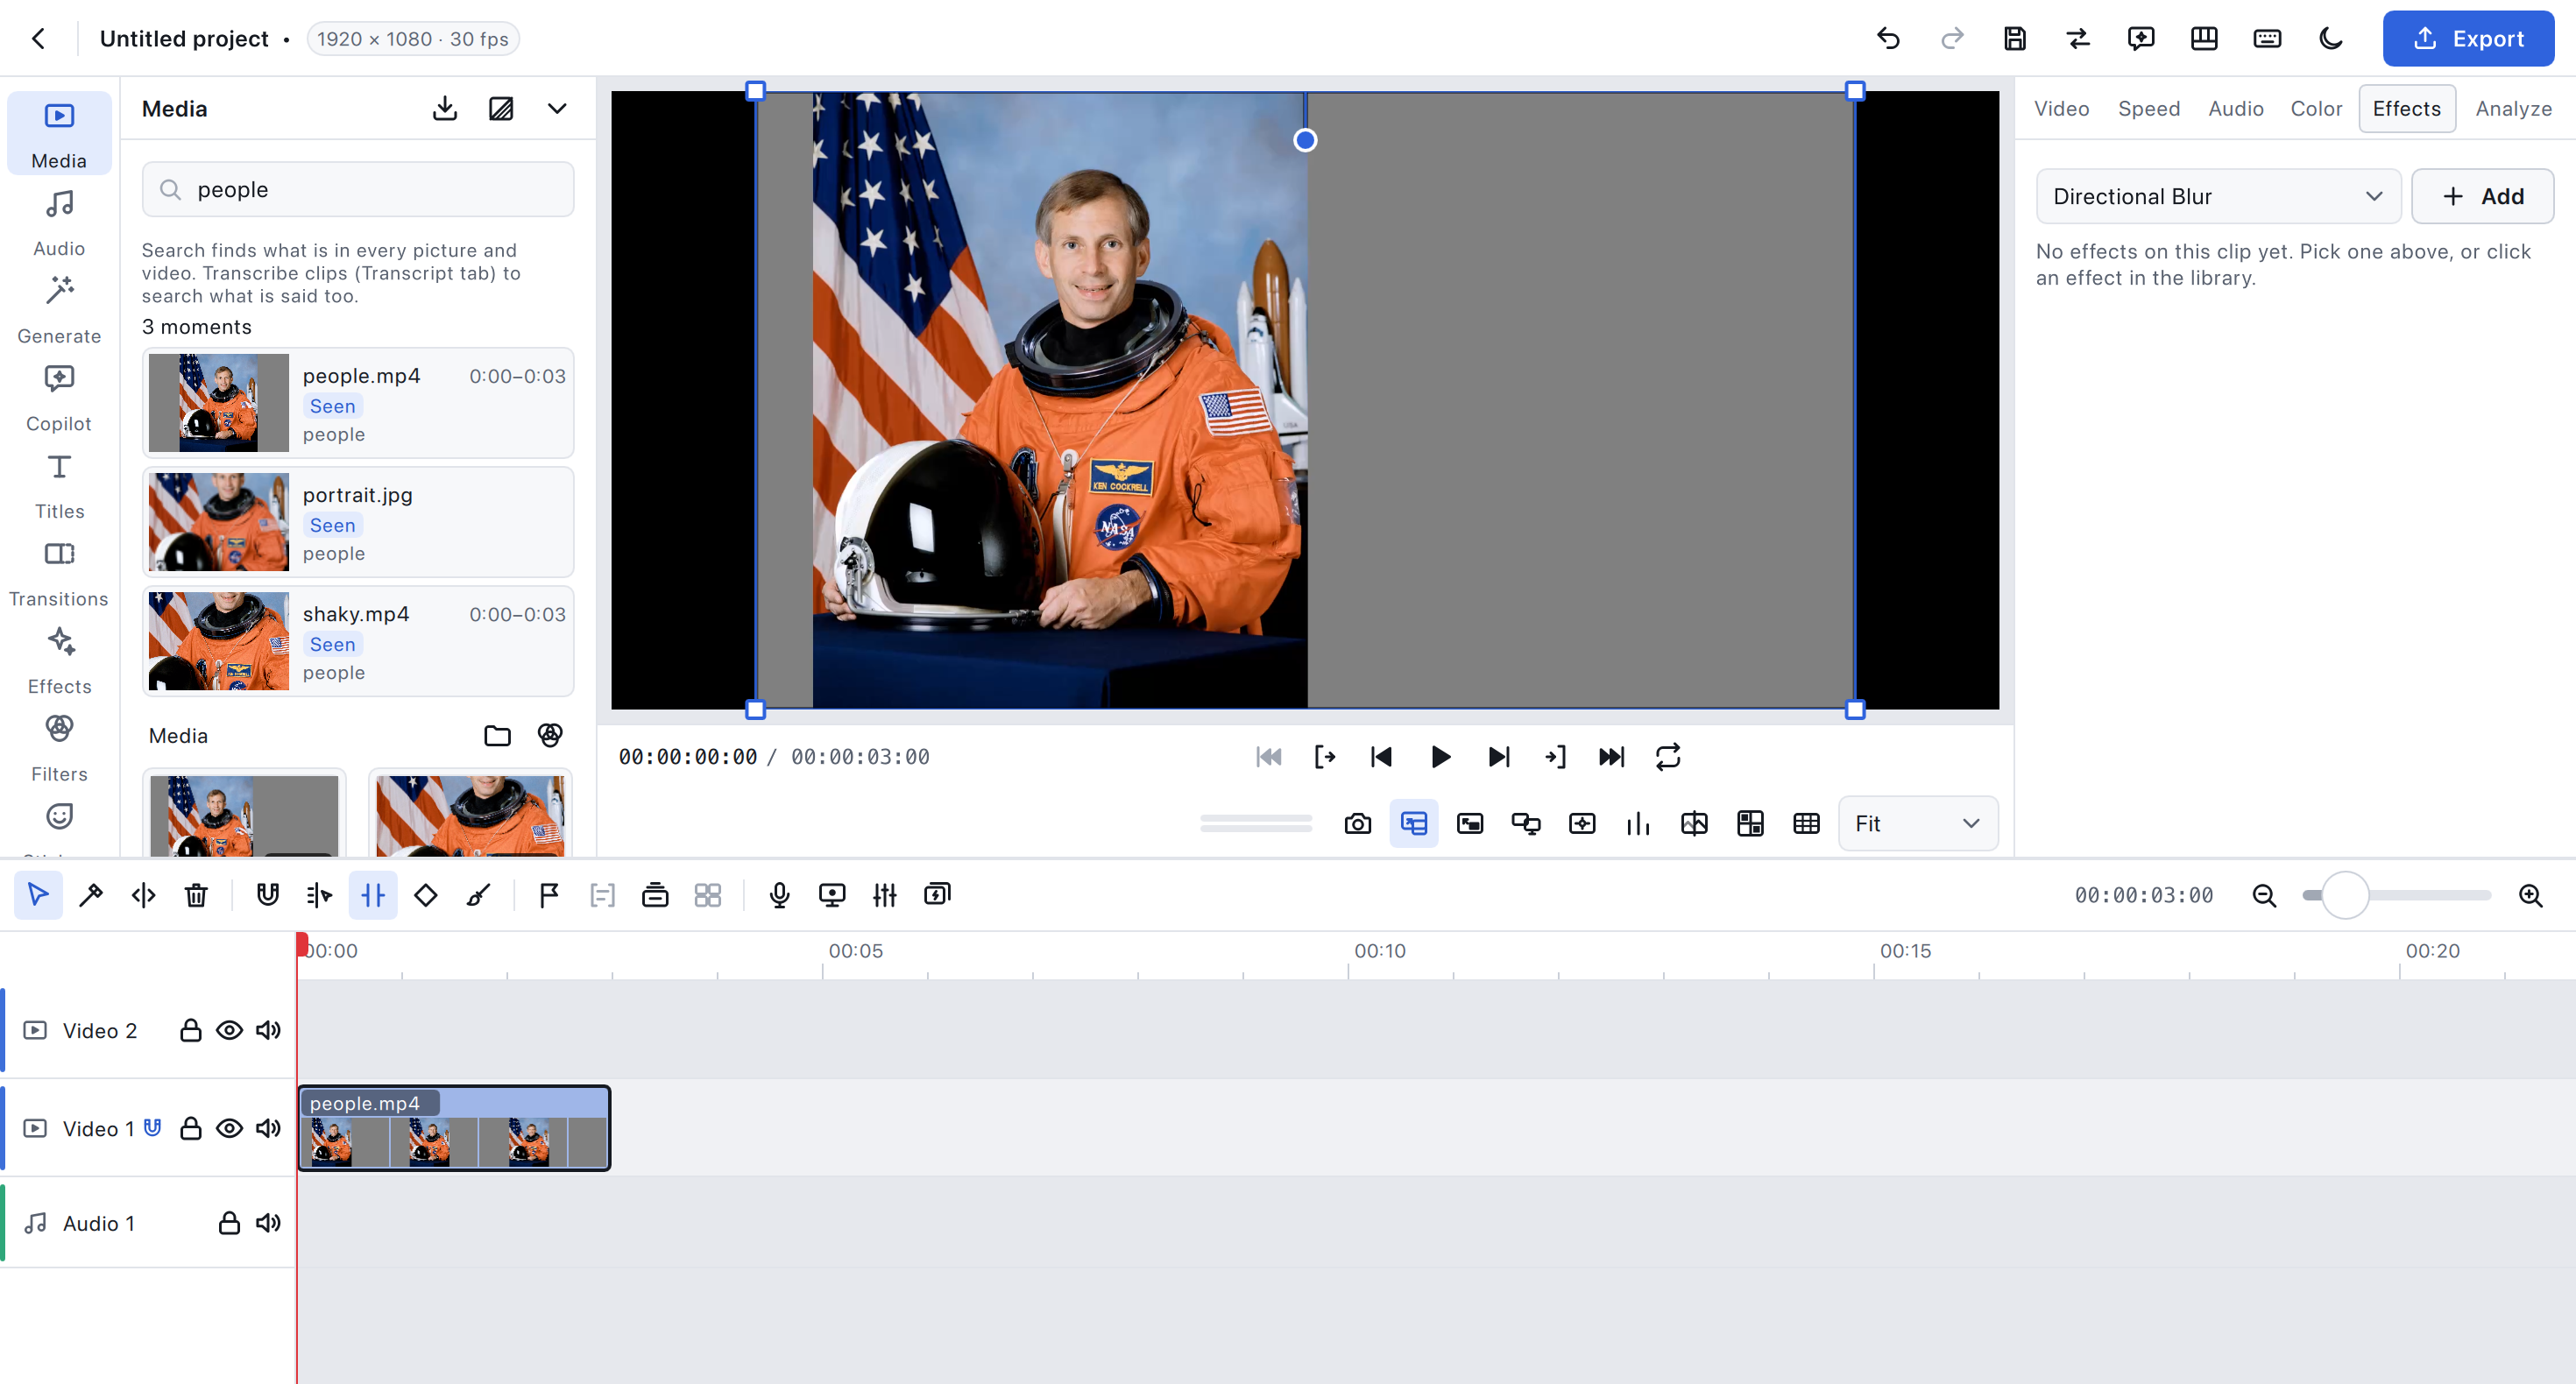 Untitled project •
1920 × 1080 · 30 fps
Export
Media
Audio
Generate
Copilot
Titles
Transitions
Effects
Filters
Media
people
Search finds what is in every picture and
video. Transcribe clips (Transcript tab) to
search what is said too.
3 moments
people.mp4 0:00–0:03
Seen
people
portrait.jpg
Seen
people
shaky.mp4 0:00–0:03
Seen
people
Media
KEN COCKRELL
NASA
USA
00:00:00:00 / 00:00:03:00
Fit
Video Speed Audio Color Effects Analyze
Directional Blur
Add
No effects on this clip yet. Pick one above, or click
an effect in the library.
00:00:03:00
00:00 00:05 00:10 00:15 00:20
Video 2
Video 1
people.mp4
Audio 1